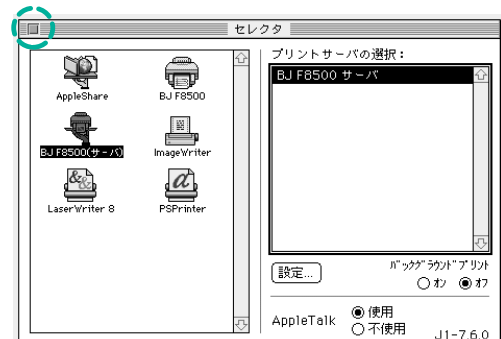 セレクタ
AppleShare
BJ F8500
BJ F8500(サーバ)
ImageWriter
LaserWriter 8
PSPrinter
プリントサーバの選択：
BJ F8500 サーバ
設定...
ﾊﾞｯｸｸﾞﾗｳﾝﾄﾞﾌﾟﾘﾝﾄ
ｵﾝ ｵﾌ
AppleTalk
使用
不使用
J1-7.6.0